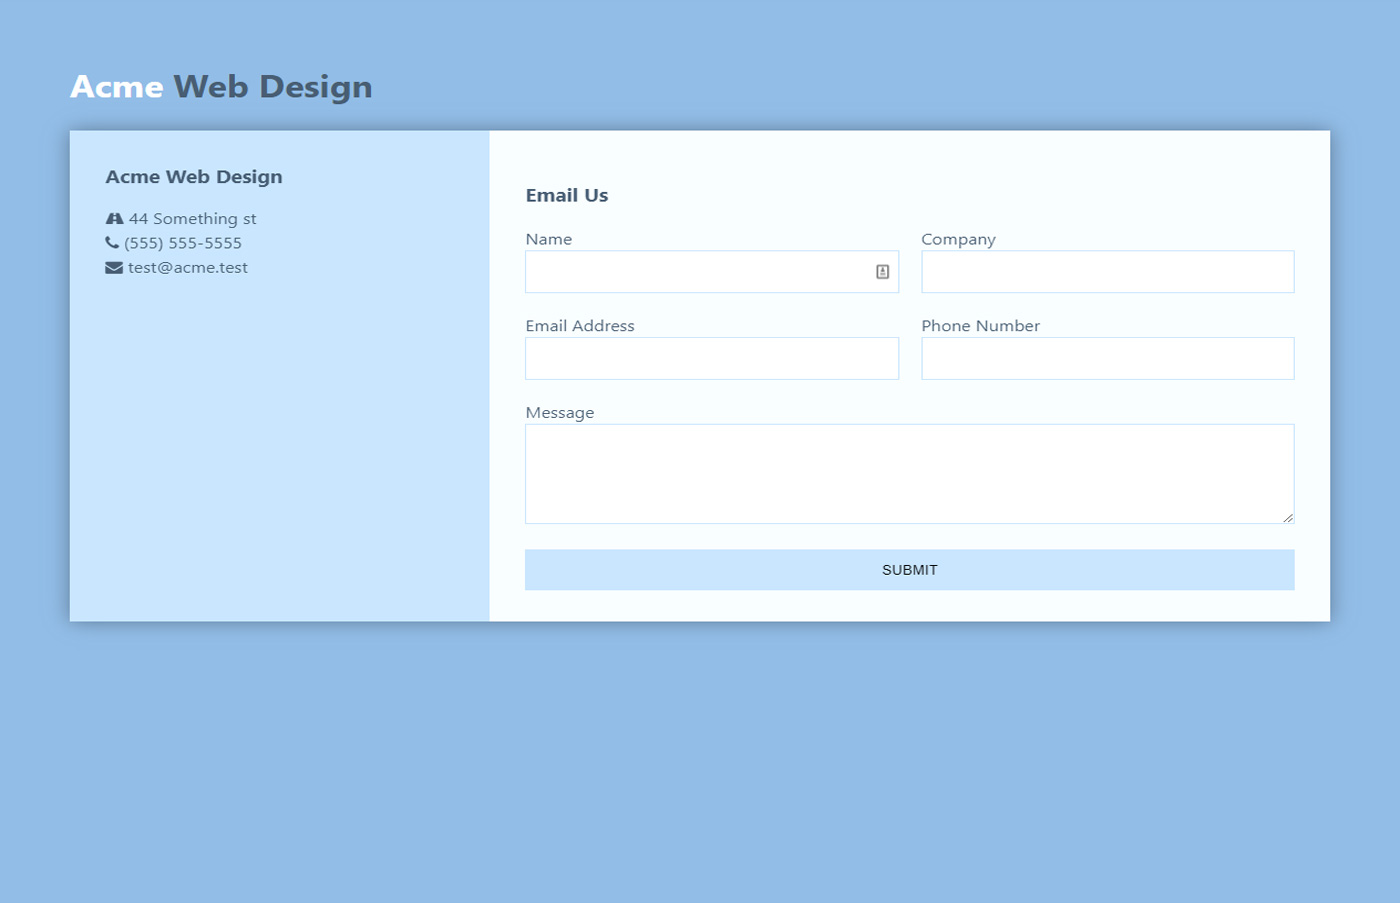 Acme Web Design
Acme Web Design
44 Something st
(555) 555-5555
test@acme.test
Email Us
Name
Company
Email Address
Phone Number
Message
SUBMIT